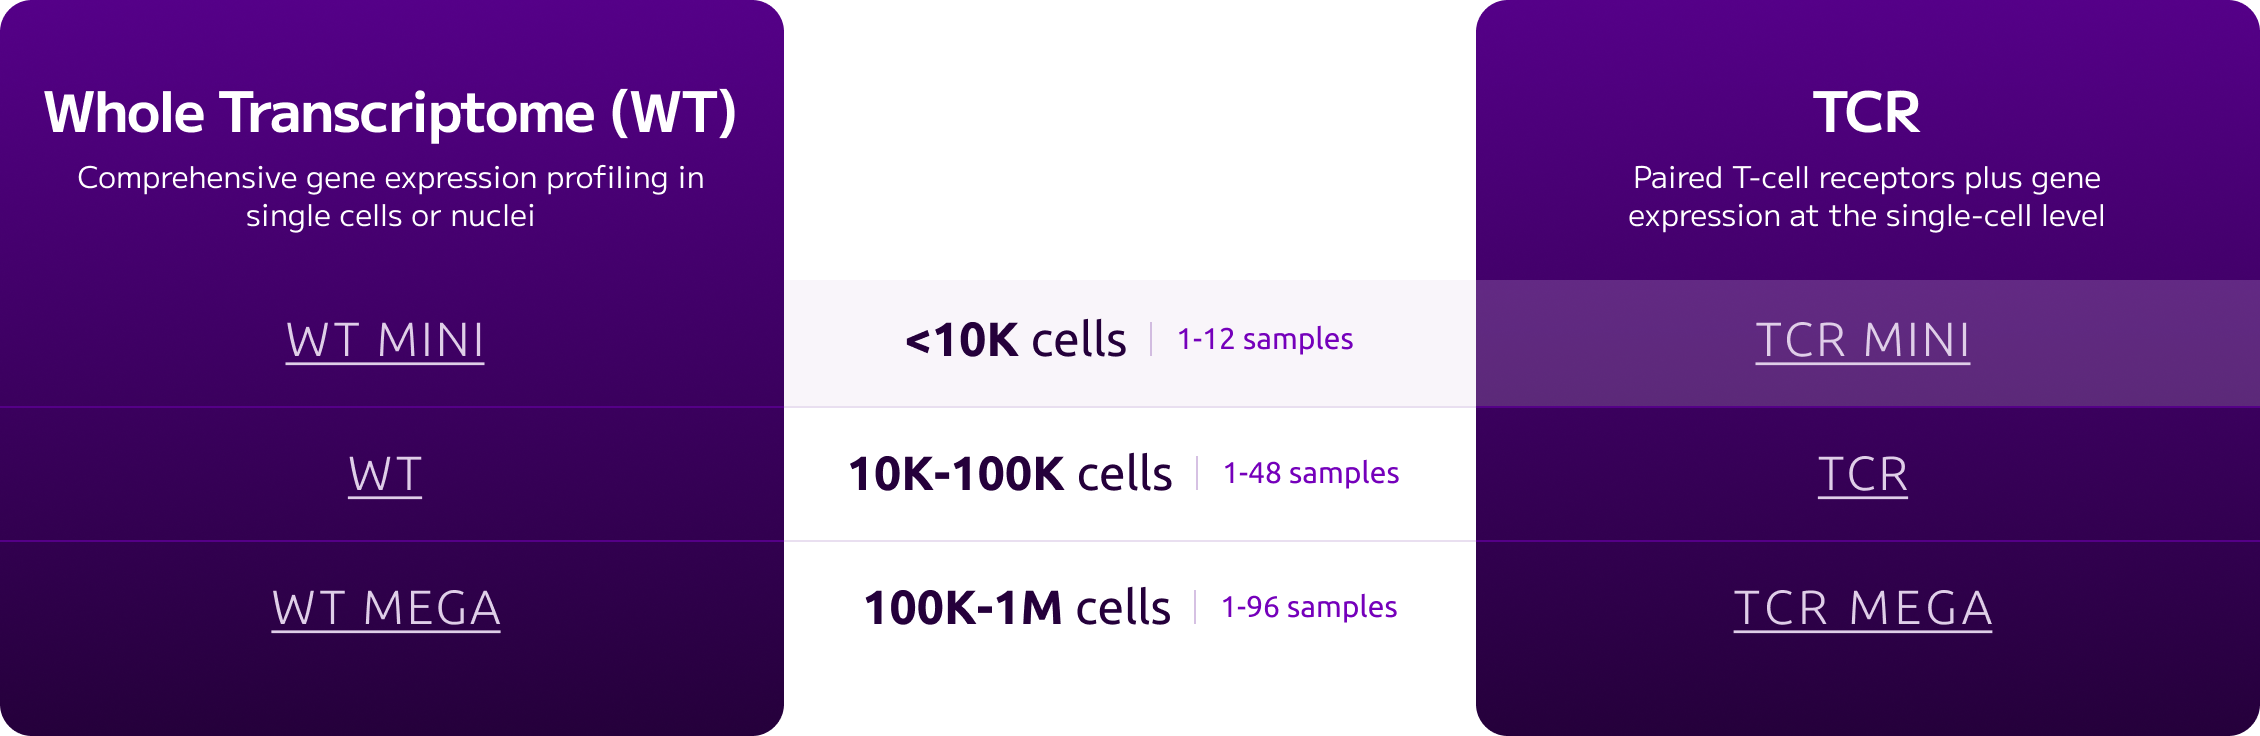 Whole Transcriptome (WT)
Comprehensive gene expression profiling in
single cells or nuclei
TCR
Paired T-cell receptors plus gene
expression at the single-cell level
WT MINI
<10K cells | 1-12 samples
TCR MINI
WT
10K-100K cells | 1-48 samples
TCR
WT MEGA
100K-1M cells | 1-96 samples
TCR MEGA